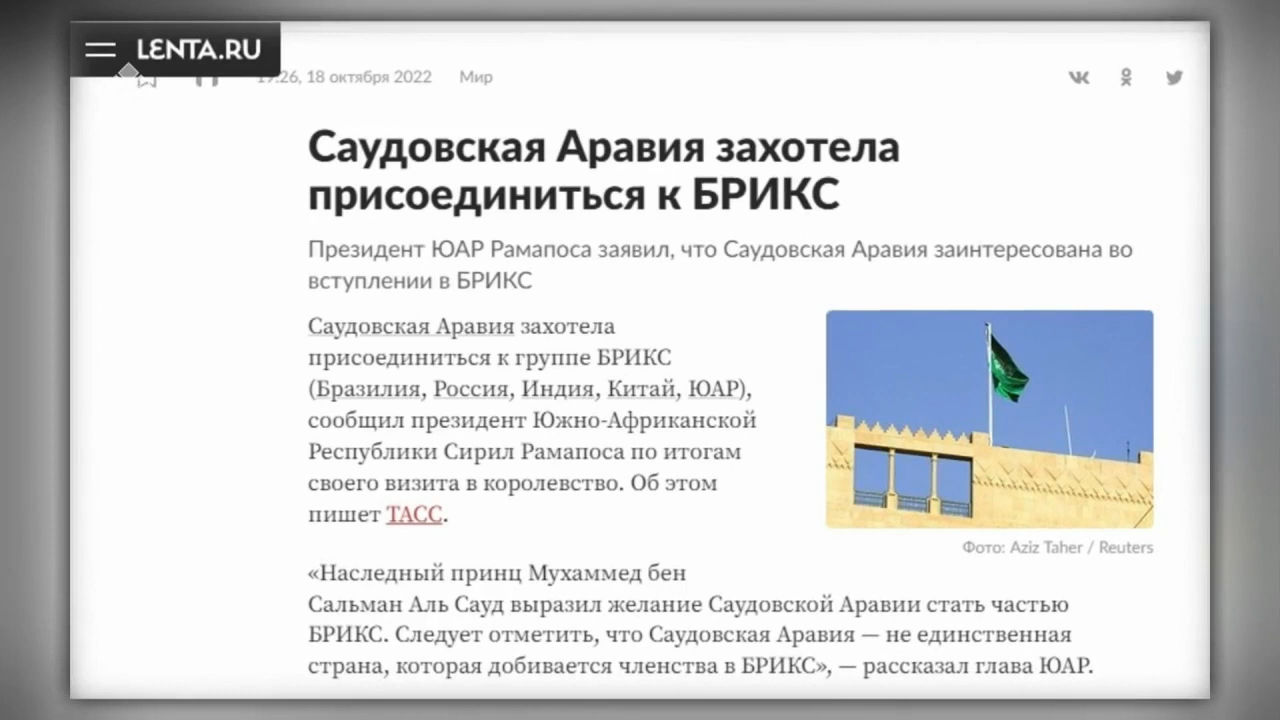 LENTA.RU
19:26, 18 октября 2022 Мир
Саудовская Аравия захотела
присоединиться к БРИКС
Президент ЮАР Рамапоса заявил, что Саудовская Аравия заинтересована во
вступлении в БРИКС
Саудовская Аравия захотела
присоединиться к группе БРИКС
(Бразилия, Россия, Индия, Китай, ЮАР),
сообщил президент Южно-Африканской
Республики Сирил Рамапоса по итогам
своего визита в королевство. Об этом
пишет ТАСС.
Фото: Aziz Taher / Reuters
«Наследный принц Мухаммед бен
Сальман Аль Сауд выразил желание Саудовской Аравии стать частью
БРИКС. Следует отметить, что Саудовская Аравия — не единственная
страна, которая добивается членства в БРИКС», — рассказал глава ЮАР.